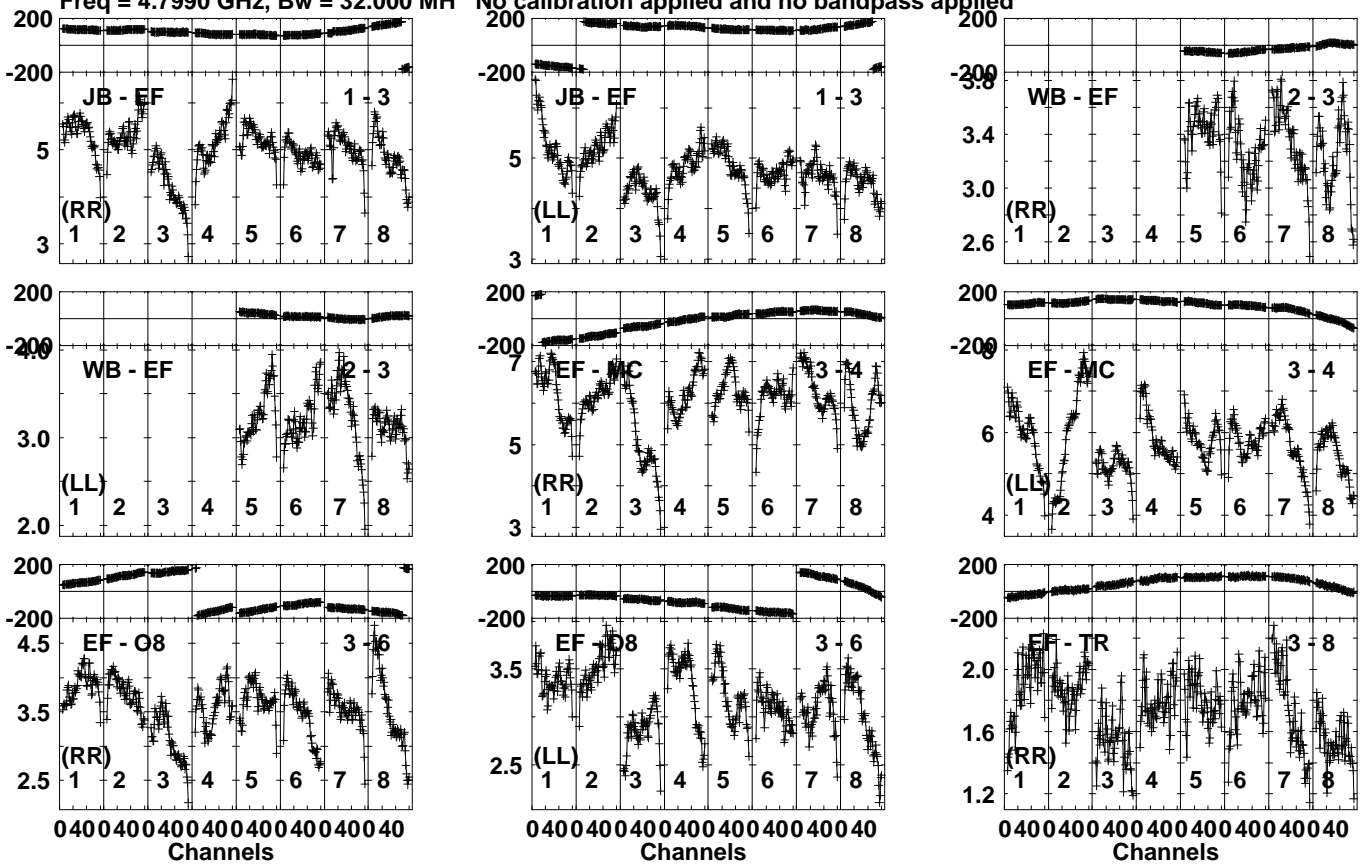 Freq = 4.7990 GHz, Bw = 32.000 MH No calibration applied and no bandpass applied
200 200 200
-200 -200 -200
JB - EF 1 - 3 JB - EF 1 - 3 WB - EF 2 - 3
3.8
5 5 3.4
3.0
(RR) (LL) (RR)
1 2 3 4 5 6 7 8 1 2 3 4 5 6 7 8 1 2 3 4 5 6 7 8
3 3 2.6
200 200 200
-200 -200 -200
4.0 7 8
WB - EF 2 - 3 EF - MC 3 - 4 EF - MC 3 - 4
3.0 5 6
(LL) (RR) (LL)
1 2 3 4 5 6 7 8 1 2 3 4 5 6 7 8 1 2 3 4 5 6 7 8
2.0 3 4
200 200 200
-200 -200 -200
4.5 EF - O8 3 - 6 EF - O8 3 - 6 EF - TR 3 - 8
3.5 3.5 2.0
1.6
(RR) (LL) (RR)
2.5 1 2 3 4 5 6 7 8 2.5 1 2 3 4 5 6 7 8 1 2 3 4 5 6 7 8
1.2
0 40 0 40 0 40 0 40 0 40 0 40 0 40 0 40 0 40 0 40 0 40 0 40 0 40 0 40 0 40 0 40 0 40 0 40 0 40 0 40 0 40 0 40 0 40 0 40
Channels Channels Channels